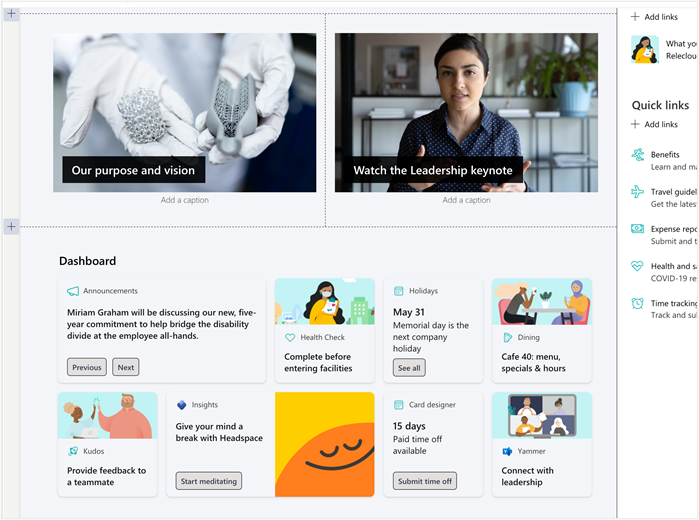 Our purpose and vision
Watch the Leadership keynote
Add a caption
Add a caption
Dashboard
Announcements
Miriam Graham will be discussing our new, five-
year commitment to help bridge the disability
divide at the employee all-hands.
Previous
Next
Health Check
Complete before
entering facilities
Holidays
May 31
Memorial day is the
next company
holiday
See all
Dining
Cafe 40: menu,
specials & hours
Kudos
Provide feedback to
a teammate
Insights
Give your mind a
break with Headspace
Start meditating
Card designer
15 days
Paid time off
available
Submit time off
Yammer
Connect with
leadership
Add links
What you
Relecloud
Quick links
Add links
Benefits
Learn and ma
Travel guidel
Get the lates
Expense repo
Submit and t
Health and sa
COVID-19 re
Time tracking
Track and sub